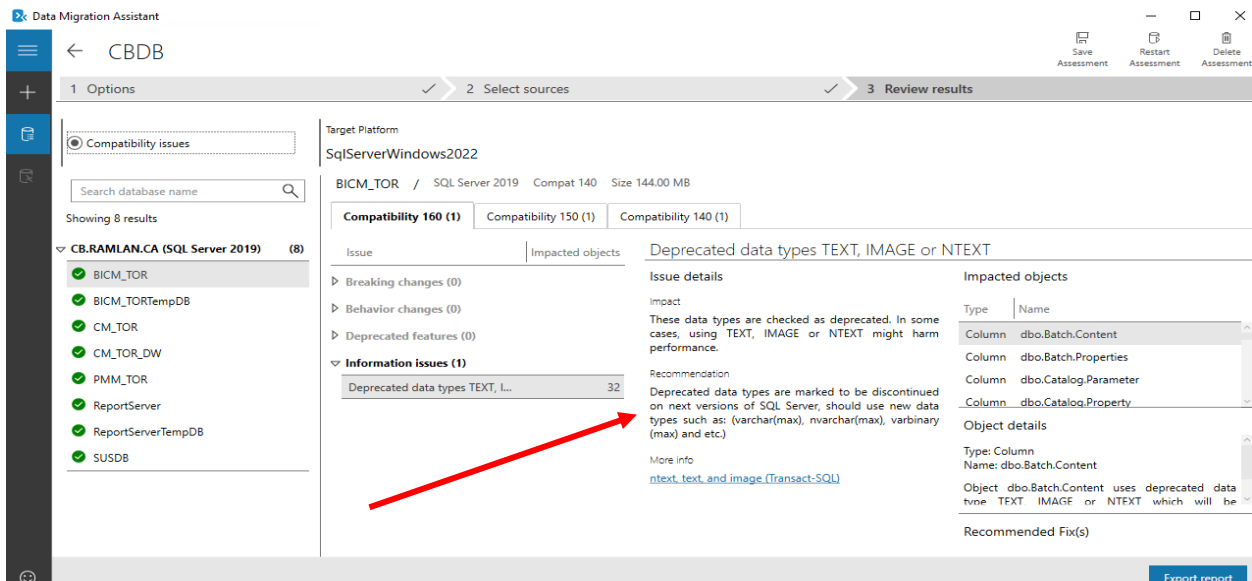 Data Migration Assistant
CBDB
Save
Assessment
Restart
Assessment
Delete
Assessment
1 Options
2 Select sources
3 Review results
Compatibility issues
Search database name
Showing 8 results
CB.RAMLAN.CA (SQL Server 2019) (8)
BICM_TOR
BICM_TORTempDB
CM_TOR
CM_TOR_DW
PMM_TOR
ReportServer
ReportServerTempDB
SUSDB
Target Platform
SqlServerWindows2022
BICM_TOR / SQL Server 2019 Compat 140 Size 144.00 MB
Compatibility 160 (1) Compatibility 150 (1) Compatibility 140 (1)
Issue Impacted objects
Breaking changes (0)
Behavior changes (0)
Deprecated features (0)
Information issues (1)
Deprecated data types TEXT, I... 32
Deprecated data types TEXT, IMAGE or NTEXT
Issue details
Impact
These data types are checked as deprecated. In some
cases, using TEXT, IMAGE or NTEXT might harm
performance.
Recommendation
Deprecated data types are marked to be discontinued
on next versions of SQL Server, should use new data
types such as: (varchar(max), nvarchar(max), varbinary
(max) and etc.)
More info
ntext, text, and image (Transact-SQL)
Impacted objects
Type Name
Column dbo.Batch.Content
Column dbo.Batch.Properties
Column dbo.Catalog.Parameter
Column dbo.Catalog.Property
Object details
Type: Column
Name: dbo.Batch.Content
Object dbo.Batch.Content uses deprecated data
type TEXT, IMAGE or NTEXT which will be
Recommended Fix(s)
Export report